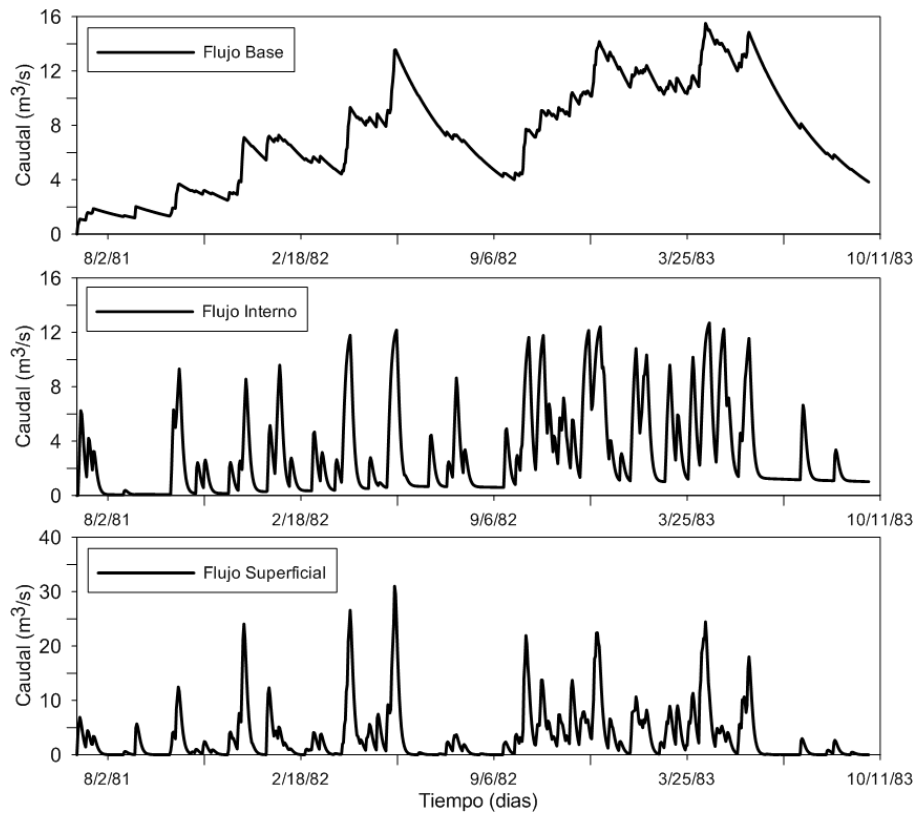 16
12
8
4
0
Caudal (m³/s)
Flujo Base
8/2/81 2/18/82 9/6/82 3/25/83 10/11/83
16
12
8
4
0
Caudal (m³/s)
Flujo Interno
8/2/81 2/18/82 9/6/82 3/25/83 10/11/83
40
30
20
10
0
Caudal (m³/s)
Flujo Superficial
8/2/81 2/18/82 9/6/82 3/25/83 10/11/83
Tiempo (dias)